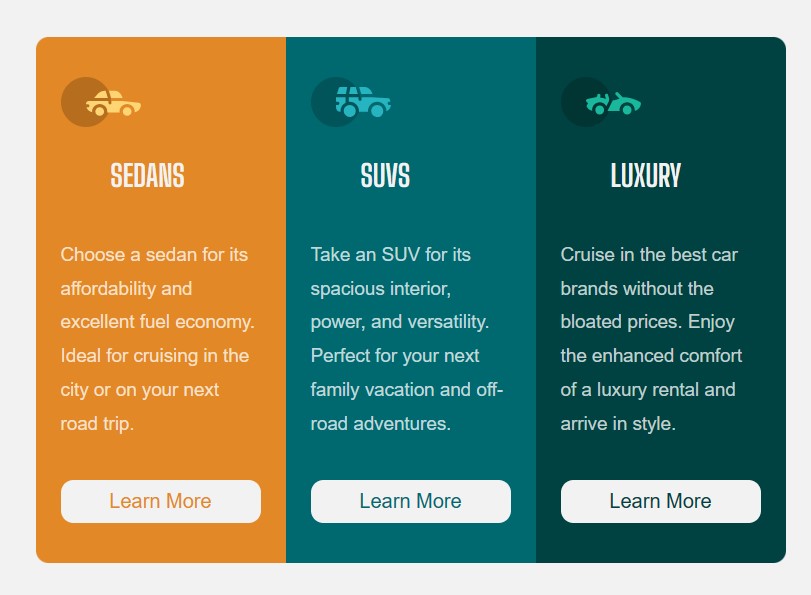 SEDANS
Choose a sedan for its
affordability and
excellent fuel economy.
Ideal for cruising in the
city or on your next
road trip.
Learn More
SUVS
Take an SUV for its
spacious interior,
power, and versatility.
Perfect for your next
family vacation and off-
road adventures.
Learn More
LUXURY
Cruise in the best car
brands without the
bloated prices. Enjoy
the enhanced comfort
of a luxury rental and
arrive in style.
Learn More